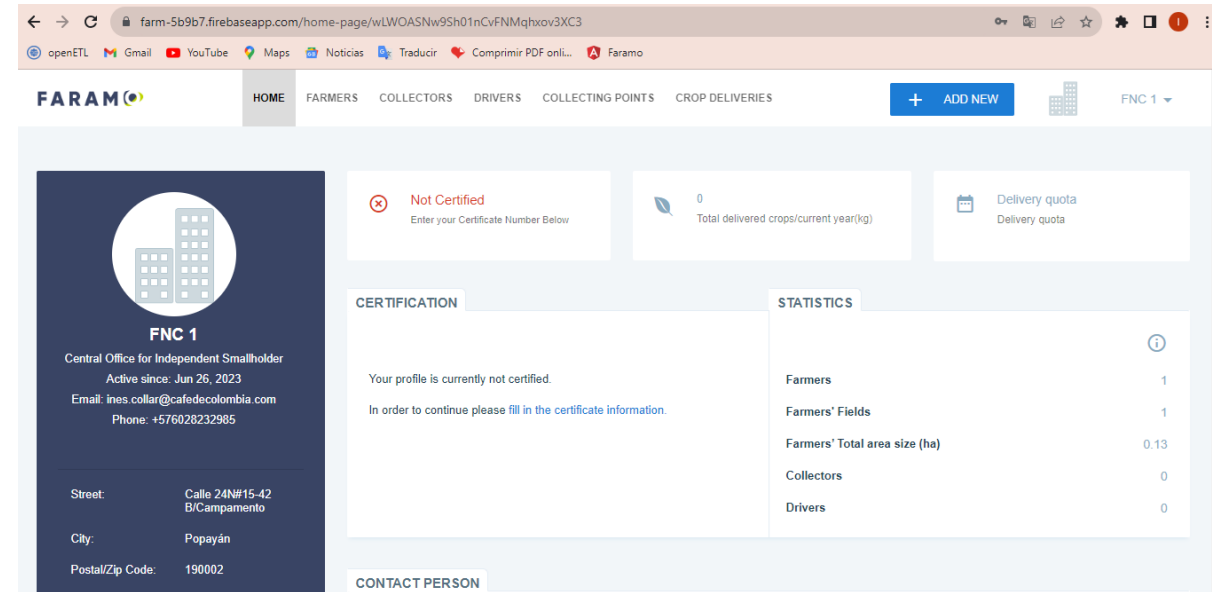 farm-5b9b7.firebaseapp.com/home-page/wLWOASNw9Sh01nCvFNMqhxov3XC3
I
openETL Gmail YouTube Maps Noticias Traducir Comprimir PDF onli... Faramo
FARAM
HOME FARMERS COLLECTORS DRIVERS COLLECTING POINTS CROP DELIVERIES + ADD NEW FNC 1
FNC 1
Central Office for Independent Smallholder
Active since: Jun 26, 2023
Email: ines.collar@cafedecolombia.com
Phone: +576028232985
Street: Calle 24N#15-42
B/Campamento
City: Popayán
Postal/Zip Code: 190002
Not Certified
Enter your Certificate Number Below
0
Total delivered crops/current year(kg)
Delivery quota
Delivery quota
CERTIFICATION
Your profile is currently not certified.
In order to continue please fill in the certificate information.
STATISTICS
Farmers 1
Farmers' Fields 1
Farmers' Total area size (ha) 0.13
Collectors 0
Drivers 0
CONTACT PERSON